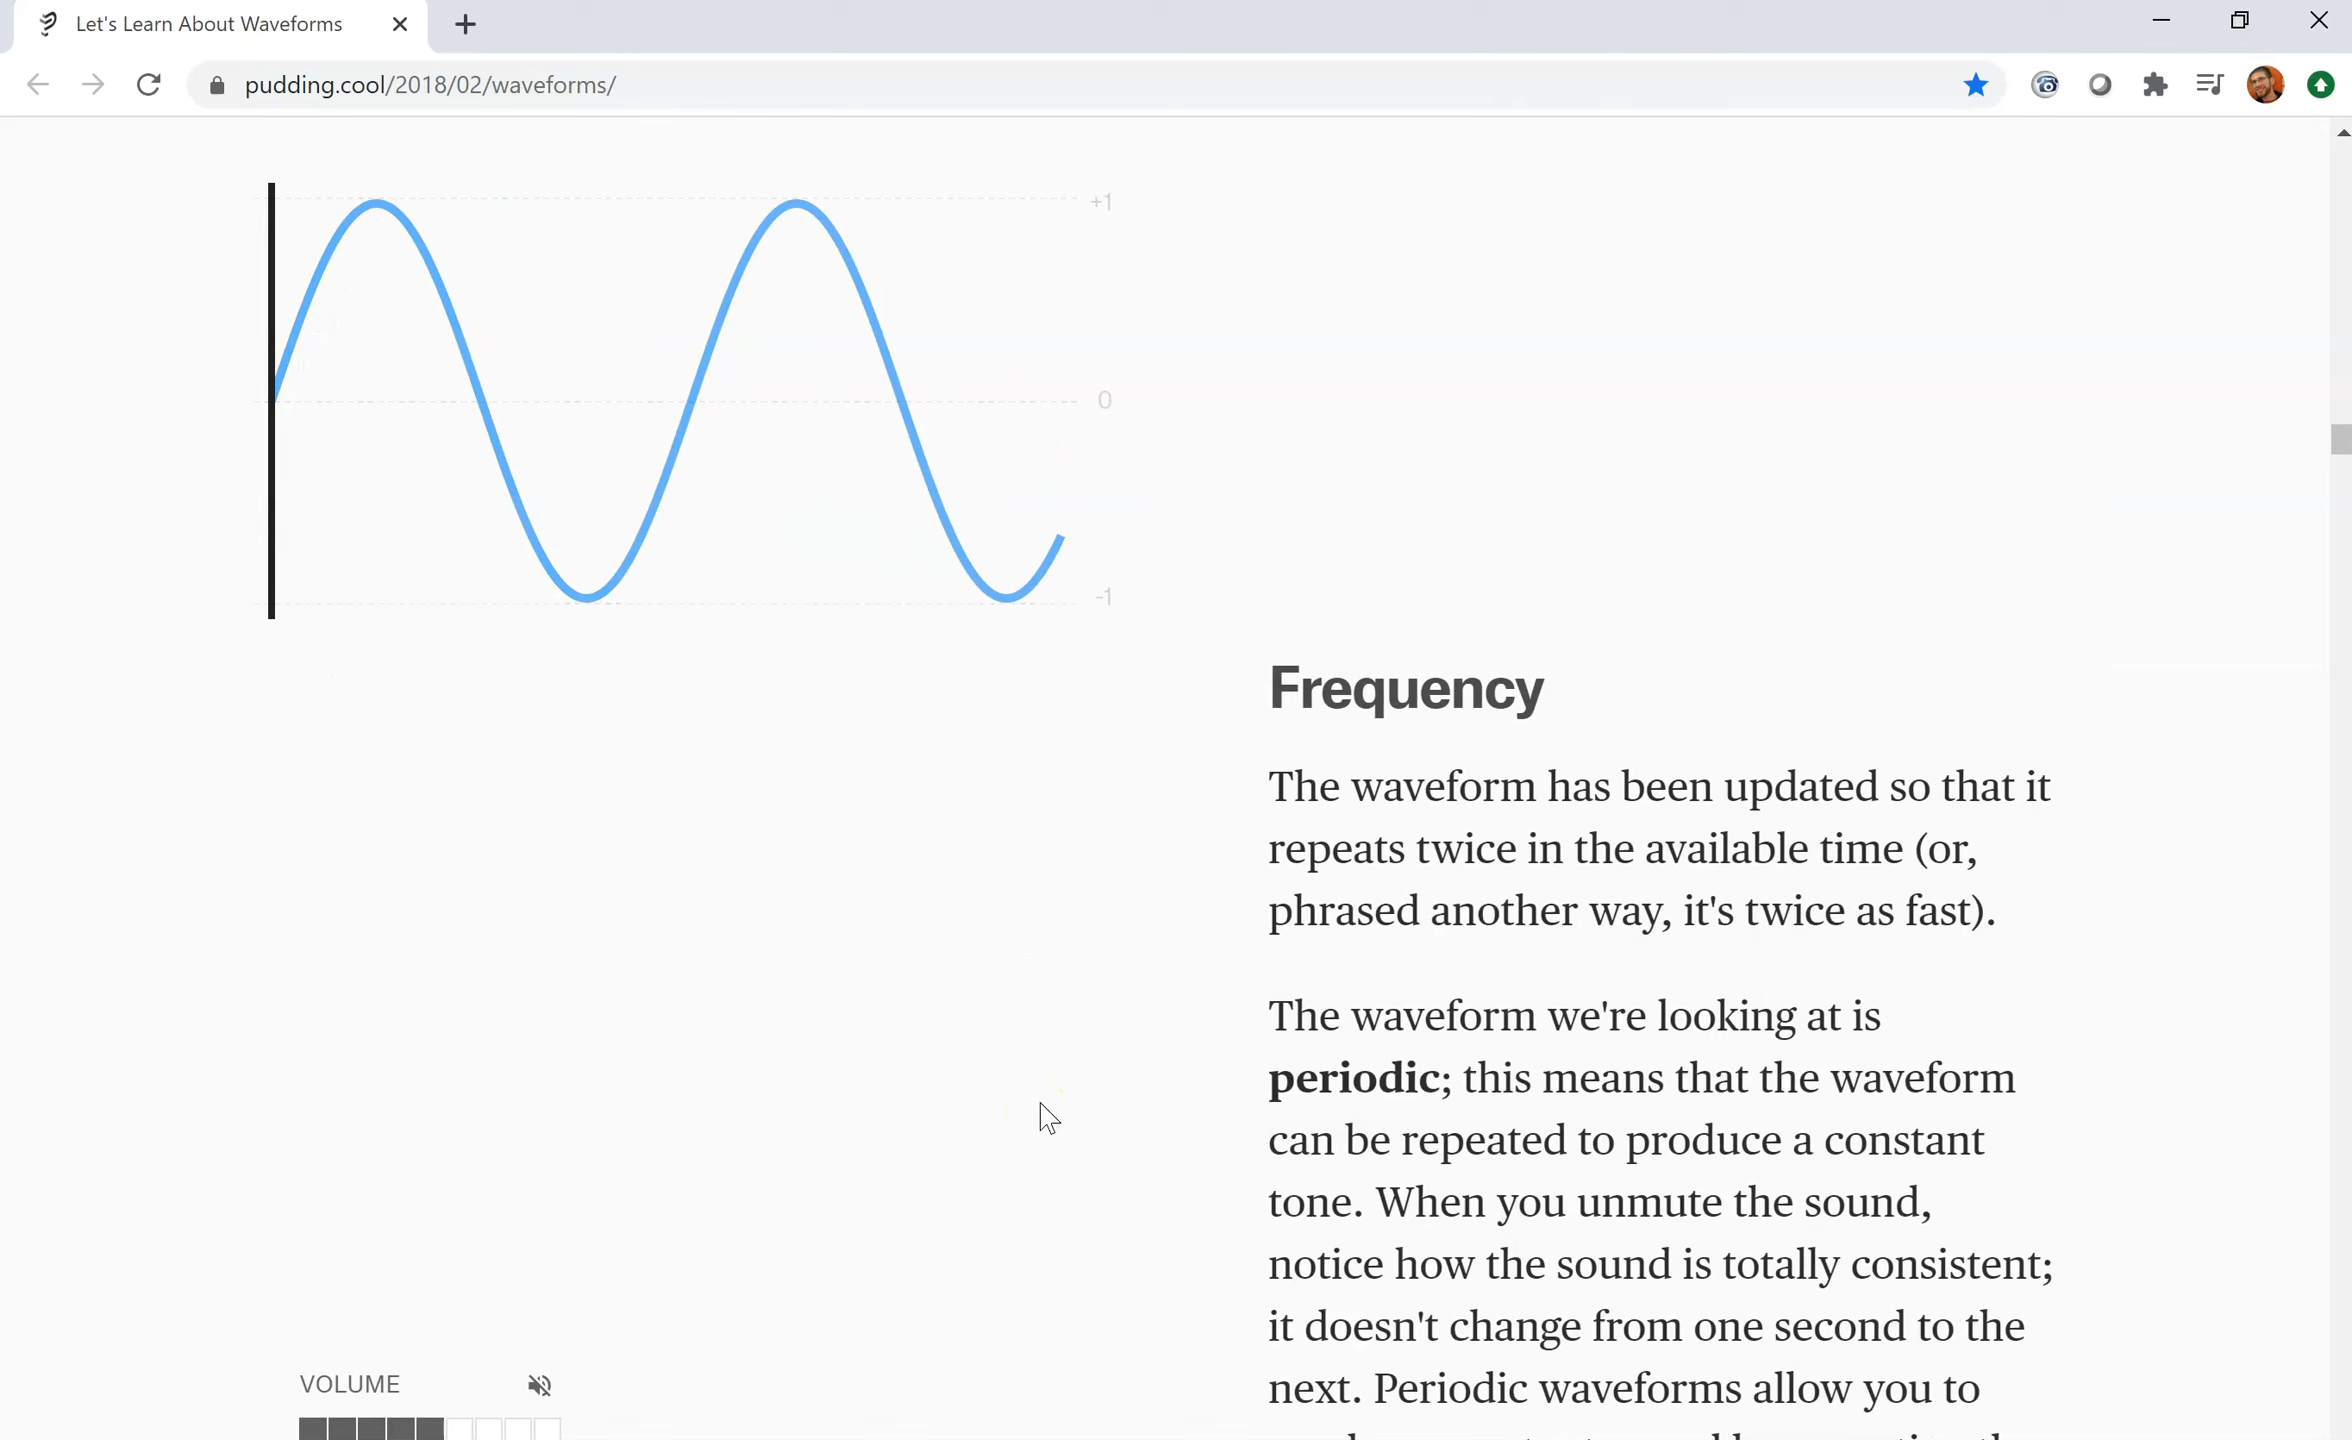 Let's Learn About Waveforms
pudding.cool/2018/02/waveforms/
+1
0
-1
Frequency
The waveform has been updated so that it
repeats twice in the available time (or,
phrased another way, it's twice as fast).
The waveform we're looking at is
periodic; this means that the waveform
can be repeated to produce a constant
tone. When you unmute the sound,
notice how the sound is totally consistent;
it doesn't change from one second to the
next. Periodic waveforms allow you to
VOLUME